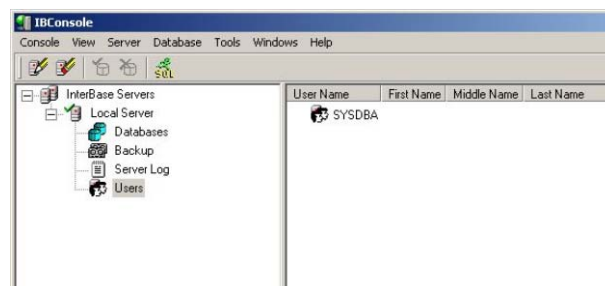 IBConsole
Console View Server Database Tools Windows Help
SQL
InterBase Servers
Local Server
Databases
Backup
Server Log
Users
User Name First Name Middle Name Last Name
SYSDBA